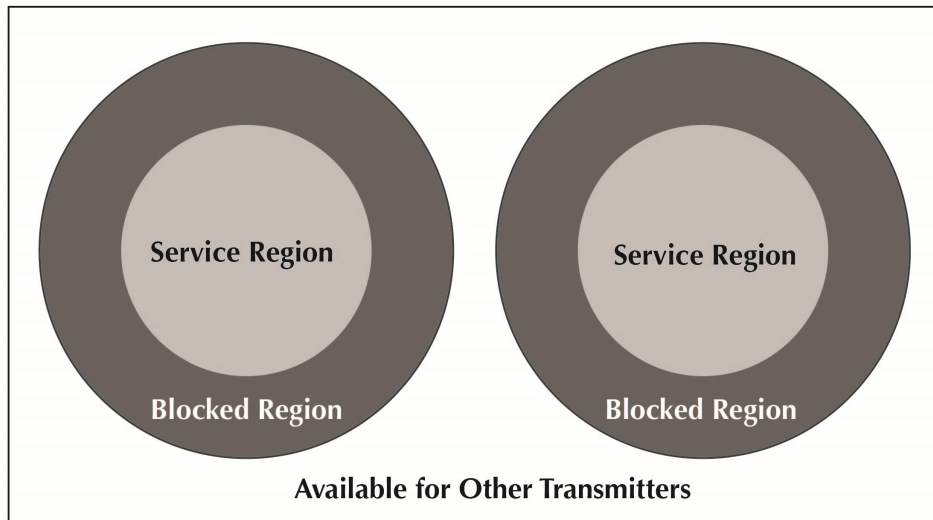 Service Region
Service Region
Blocked Region
Blocked Region
Available for Other Transmitters